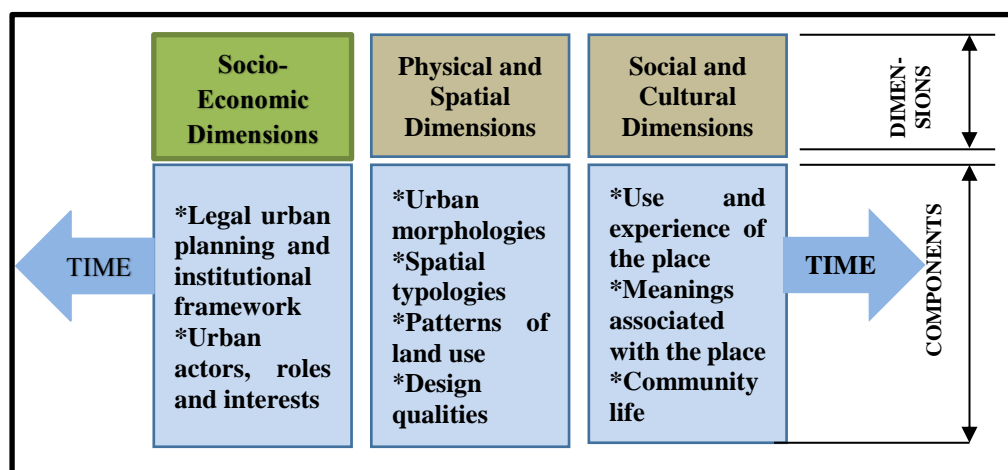 Socio-
Economic
Dimensions
Physical and
Spatial
Dimensions
Social and
Cultural
Dimensions
DIMEN-
SIONS
TIME
*Legal urban
planning and
institutional
framework
*Urban
actors, roles
and interests
*Urban
morphologies
*Spatial
typologies
*Patterns of
land use
*Design
qualities
*Use and
experience of
the place
*Meanings
associated
with the place
*Community
life
TIME
COMPONENTS